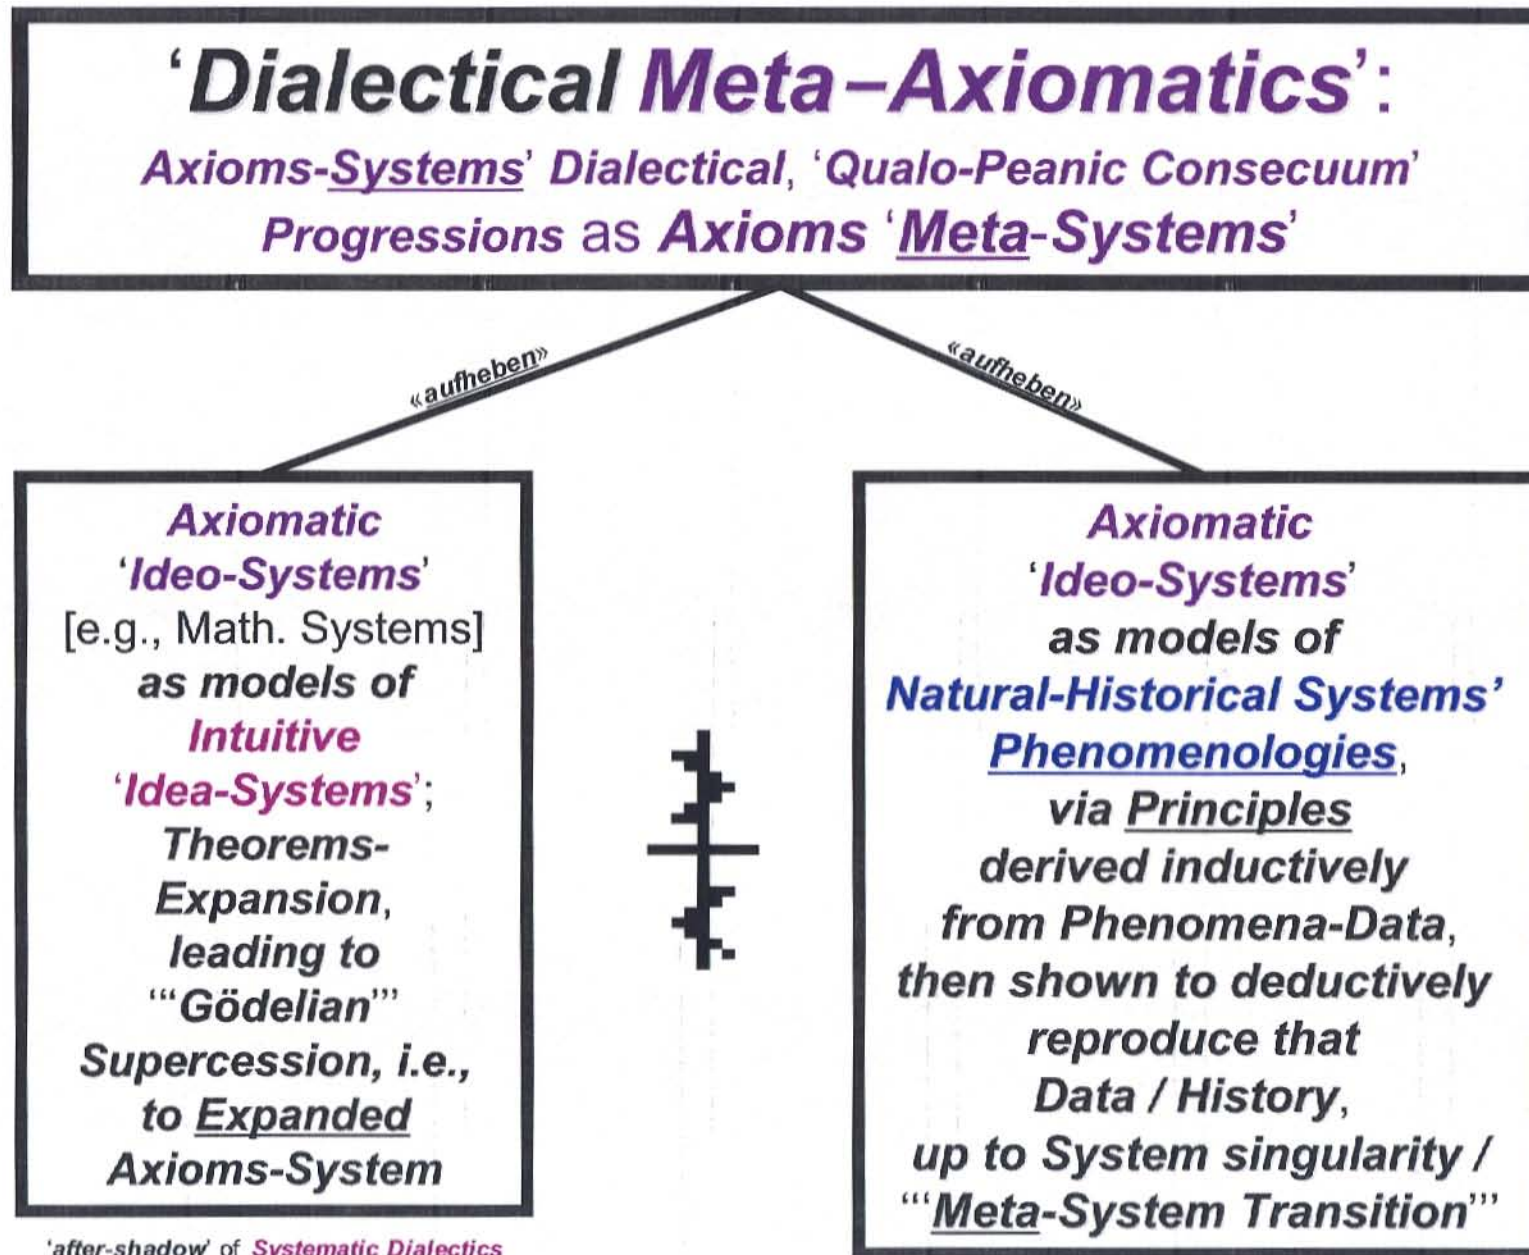 ‘Dialectical Meta–Axiomatics’:
Axioms-Systems’ Dialectical, ‘Qualo-Peanic Consecuum’
Progressions as Axioms ‘Meta-Systems’
«aufheben»
«aufheben»
Axiomatic
‘Ideo-Systems’
[e.g., Math. Systems]
as models of
Intuitive
‘Idea-Systems’;
Theorems-
Expansion,
leading to
‘“Gödelian”’
Supercession, i.e.,
to Expanded
Axioms-System
‘after-shadow’ of Systematic Dialectics
Axiomatic
‘Ideo-Systems’
as models of
Natural-Historical Systems’
Phenomenologies,
via Principles
derived inductively
from Phenomena-Data,
then shown to deductively
reproduce that
Data / History,
up to System singularity /
‘“Meta-System Transition”’